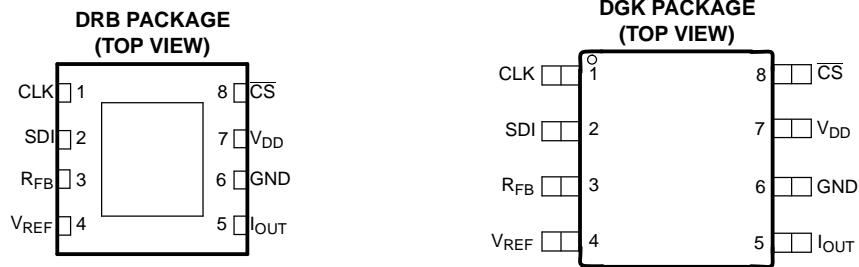 DRB PACKAGE
(TOP VIEW)
CLK 1 8 C̅S̅
SDI 2 7 VDD
RFB 3 6 GND
VREF 4 5 IOUT
DGK PACKAGE
(TOP VIEW)
CLK 1 8 C̅S̅
SDI 2 7 VDD
RFB 3 6 GND
VREF 4 5 IOUT